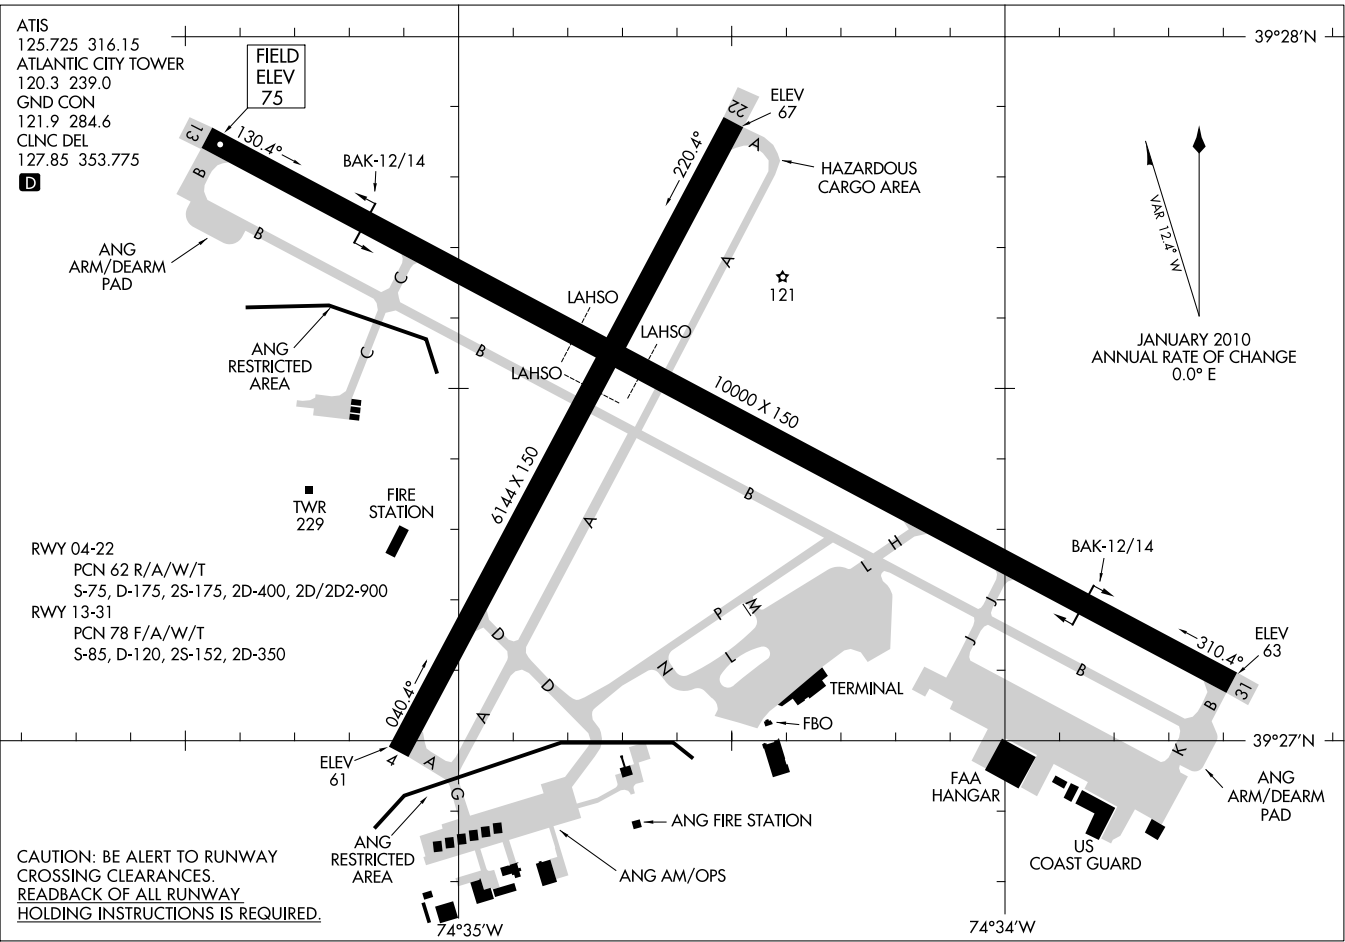 ATIS
125.725 316.15
ATLANTIC CITY TOWER
120.3 239.0
GND CON
121.9 284.6
CLNC DEL
127.85 353.775
D
FIELD
ELEV
75
39°28'N
13
130.4°
BAK-12/14
22
ELEV
67
220.4°
A
HAZARDOUS
CARGO AREA
VAR 12.4° W
JANUARY 2010
ANNUAL RATE OF CHANGE
0.0° E
B
B
ANG
ARM/DEARM
PAD
C
A
121
LAHSO
LAHSO
LAHSO
ANG
RESTRICTED
AREA
C
B
10000 X 150
6144 X 150
TWR
229
FIRE
STATION
A
B
H
L
BAK-12/14
RWY 04-22
PCN 62 R/A/W/T
S-75, D-175, 2S-175, 2D-400, 2D/2D2-900
RWY 13-31
PCN 78 F/A/W/T
S-85, D-120, 2S-152, 2D-350
J
J
P
M
D
L
N
D
B
310.4°
ELEV
63
31
B
040.4°
A
TERMINAL
FBO
39°27'N
K
ELEV
61
4
A
G
FAA
HANGAR
ANG
ARM/DEARM
PAD
ANG
RESTRICTED
AREA
ANG FIRE STATION
ANG AM/OPS
US
COAST GUARD
CAUTION: BE ALERT TO RUNWAY
CROSSING CLEARANCES.
READBACK OF ALL RUNWAY
HOLDING INSTRUCTIONS IS REQUIRED.
74°35'W
74°34'W